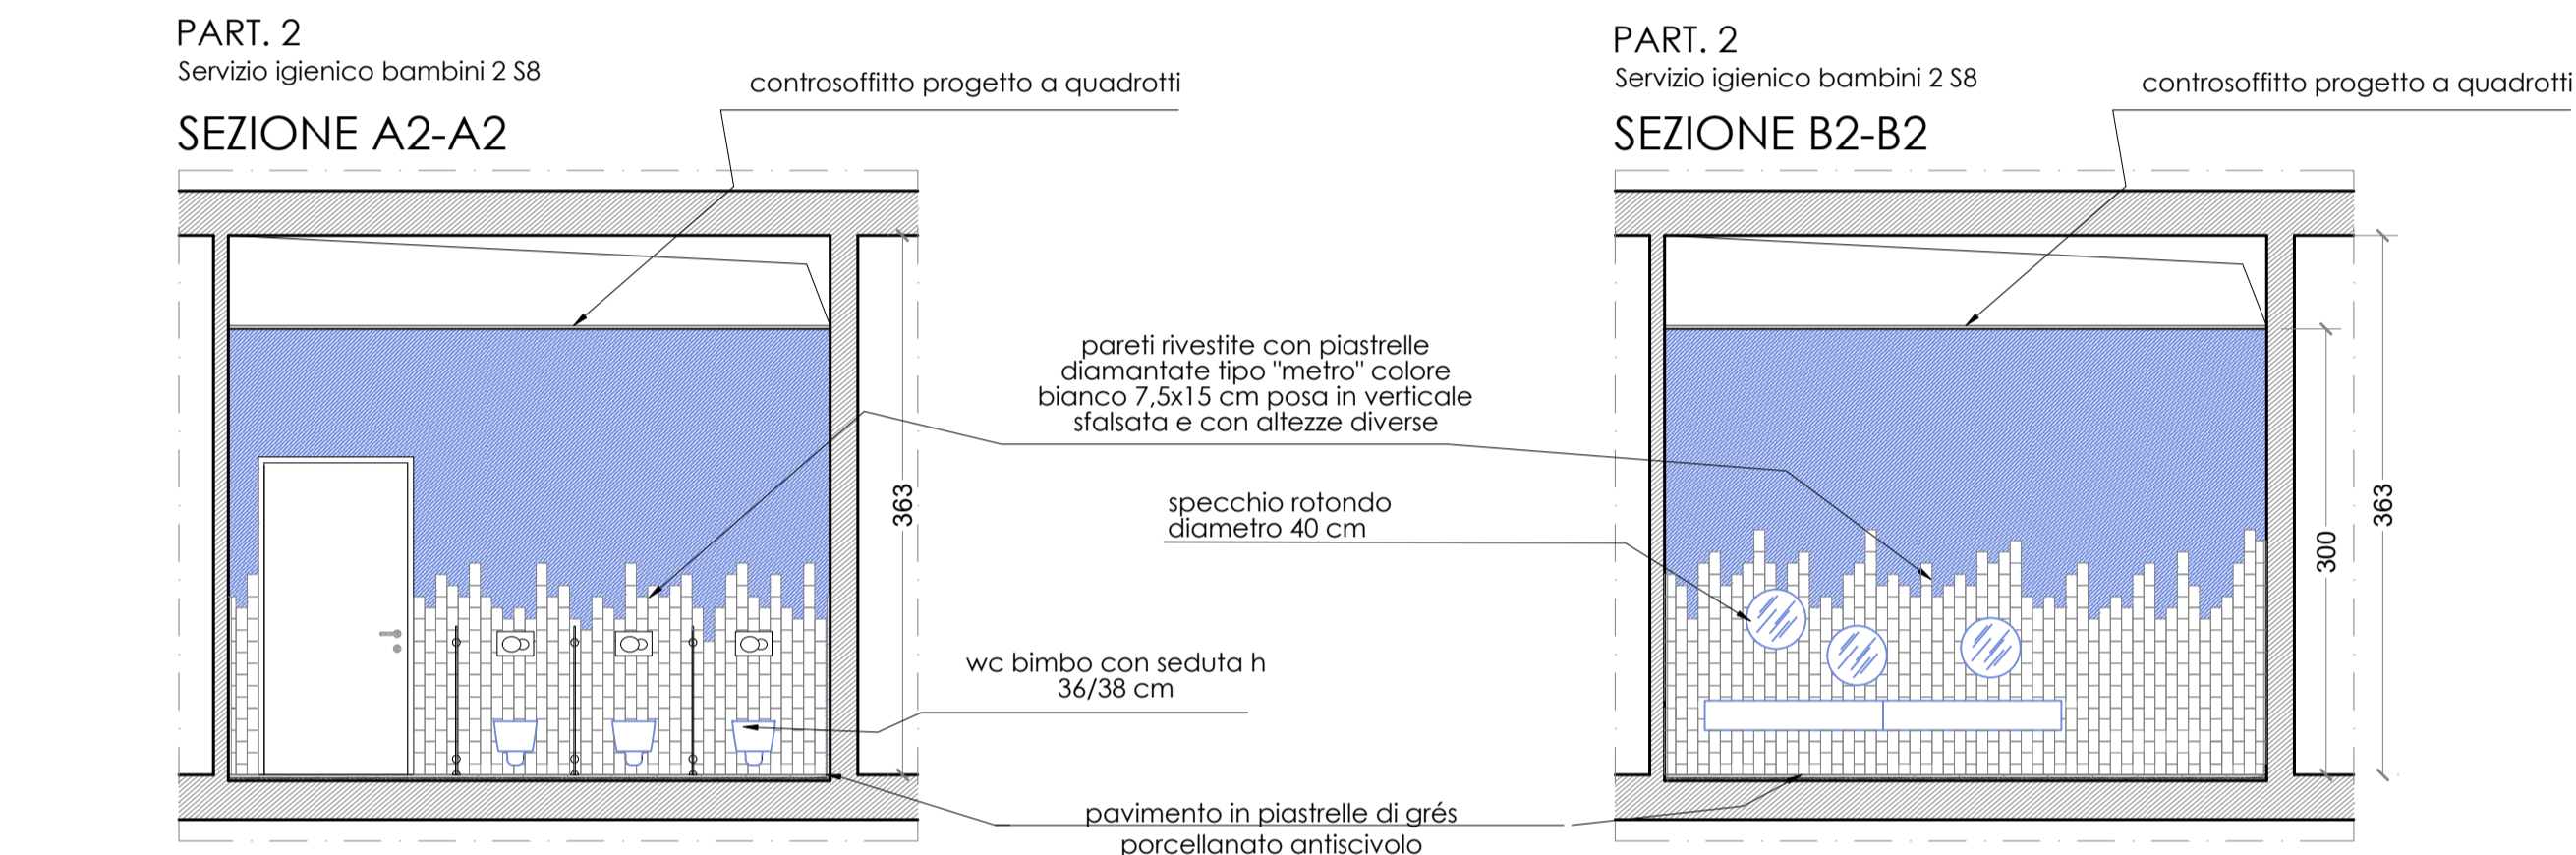 PART. 2
Servizio igienico bambini 2 S8
SEZIONE A2-A2
controsoffitto progetto a quadrotti
363
pareti rivestite con piastrelle
diamantate tipo "metro" colore
bianco 7,5x15 cm posa in verticale
sfalsata e con altezze diverse
specchio rotondo
diametro 40 cm
wc bimbo con seduta h
36/38 cm
pavimento in piastrelle di grés
porcellanato antiscivolo
PART. 2
Servizio igienico bambini 2 S8
SEZIONE B2-B2
controsoffitto progetto a quadrotti
300
363